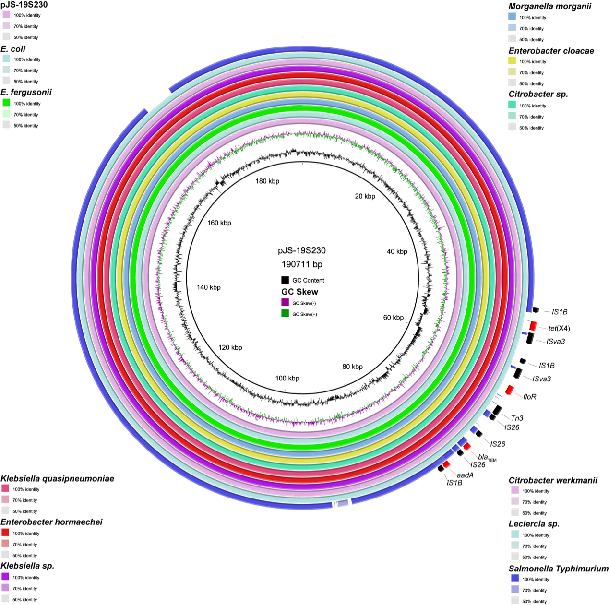 pJS-19S230
100% identity
70% identity
50% identity
E. coli
100% identity
70% identity
50% identity
E. fergusonii
100% identity
70% identity
50% identity
Morganella morganii
100% identity
70% identity
50% identity
Enterobacter cloacae
100% identity
70% identity
50% identity
Citrobacter sp.
100% identity
70% identity
50% identity
180 kbp
20 kbp
160 kbp
40 kbp
140 kbp
60 kbp
120 kbp
80 kbp
100 kbp
pJS-19S230
190711 bp
GC Content
GC Skew
GC Skew(-)
GC Skew(+)
IS1B
tet(X4)
ISva3
IS1B
ISva3
floR
Tn3
IS26
IS26
blaTEM
IS26
aadA
IS1B
Klebsiella quasipneumoniae
100% identity
70% identity
50% identity
Enterobacter hormaechei
100% identity
70% identity
50% identity
Klebsiella sp.
100% identity
70% identity
50% identity
Citrobacter werkmanii
100% identity
70% identity
50% identity
Leclercia sp.
100% identity
70% identity
50% identity
Salmonella Typhimurium
100% identity
70% identity
50% identity